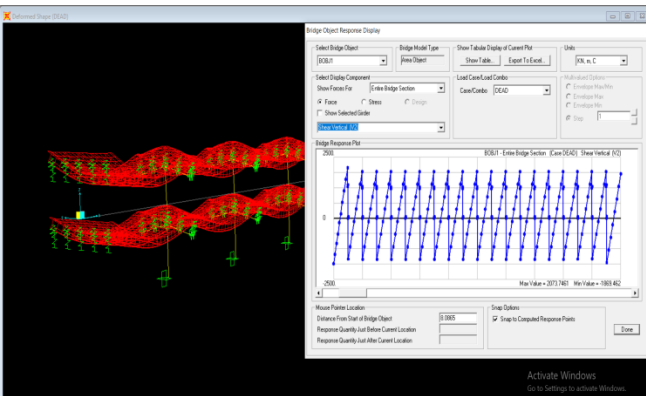 Deformed Shape (DEAD)
Bridge Object Response Display
Select Bridge Object
BOBJ1
Bridge Model Type
Area Object
Show Tabular Display of Current Plot
Show Table...
Export To Excel...
Units
KN, m, C
Select Display Component
Show Forces For
Entire Bridge Section
Force
Stress
Design
Show Selected Girder
Shear Vertical (V2)
Load Case/Load Combo
Case/Combo
DEAD
Multivalued Options
Envelope Max/Min
Envelope Max
Envelope Min
Step
1
Bridge Response Plot
2500.
BOBJ1 - Entire Bridge Section (Case DEAD) Shear Vertical (V2)
0
-2500.
Max Value = 2073.7461 Min Value = -1869.462
Mouse Pointer Location
Distance From Start of Bridge Object
Response Quantity Just Before Current Location
Response Quantity Just After Current Location
Snap Options
Snap to Computed Response Points
Done
Activate Windows
Go to Settings to activate Windows.